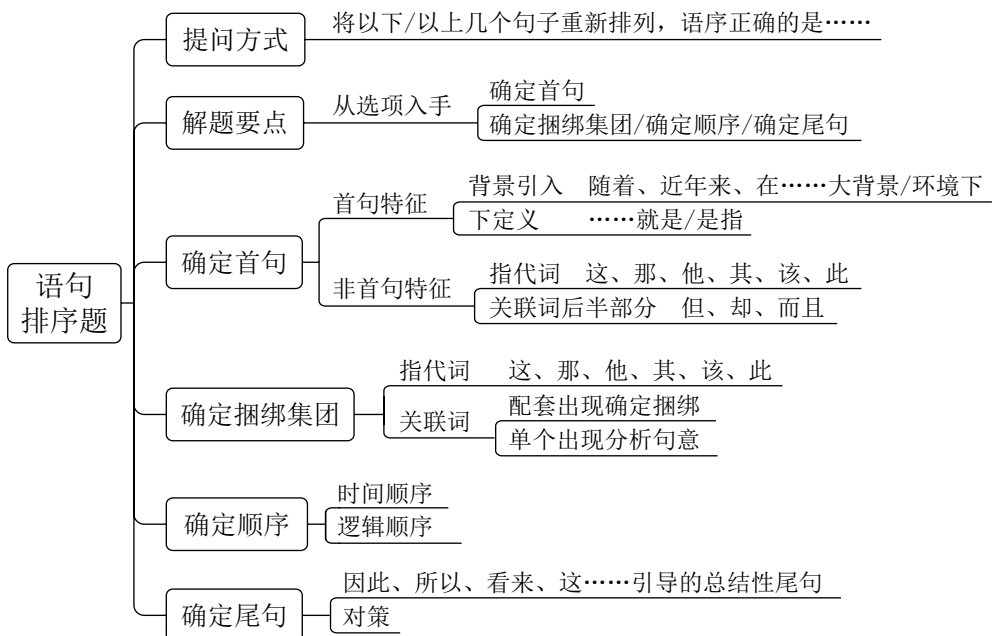 语句
排序题
提问方式
将以下/以上几个句子重新排列，语序正确的是……
解题要点
从选项入手
确定首句
确定捆绑集团/确定顺序/确定尾句
确定首句
首句特征
背景引入 随着、近年来、在……大背景/环境下
下定义 ……就是/是指
非首句特征
指代词 这、那、他、其、该、此
关联词后半部分 但、却、而且
确定捆绑集团
指代词 这、那、他、其、该、此
关联词
配套出现确定捆绑
单个出现分析句意
确定顺序
时间顺序
逻辑顺序
确定尾句
因此、所以、看来、这……引导的总结性尾句
对策